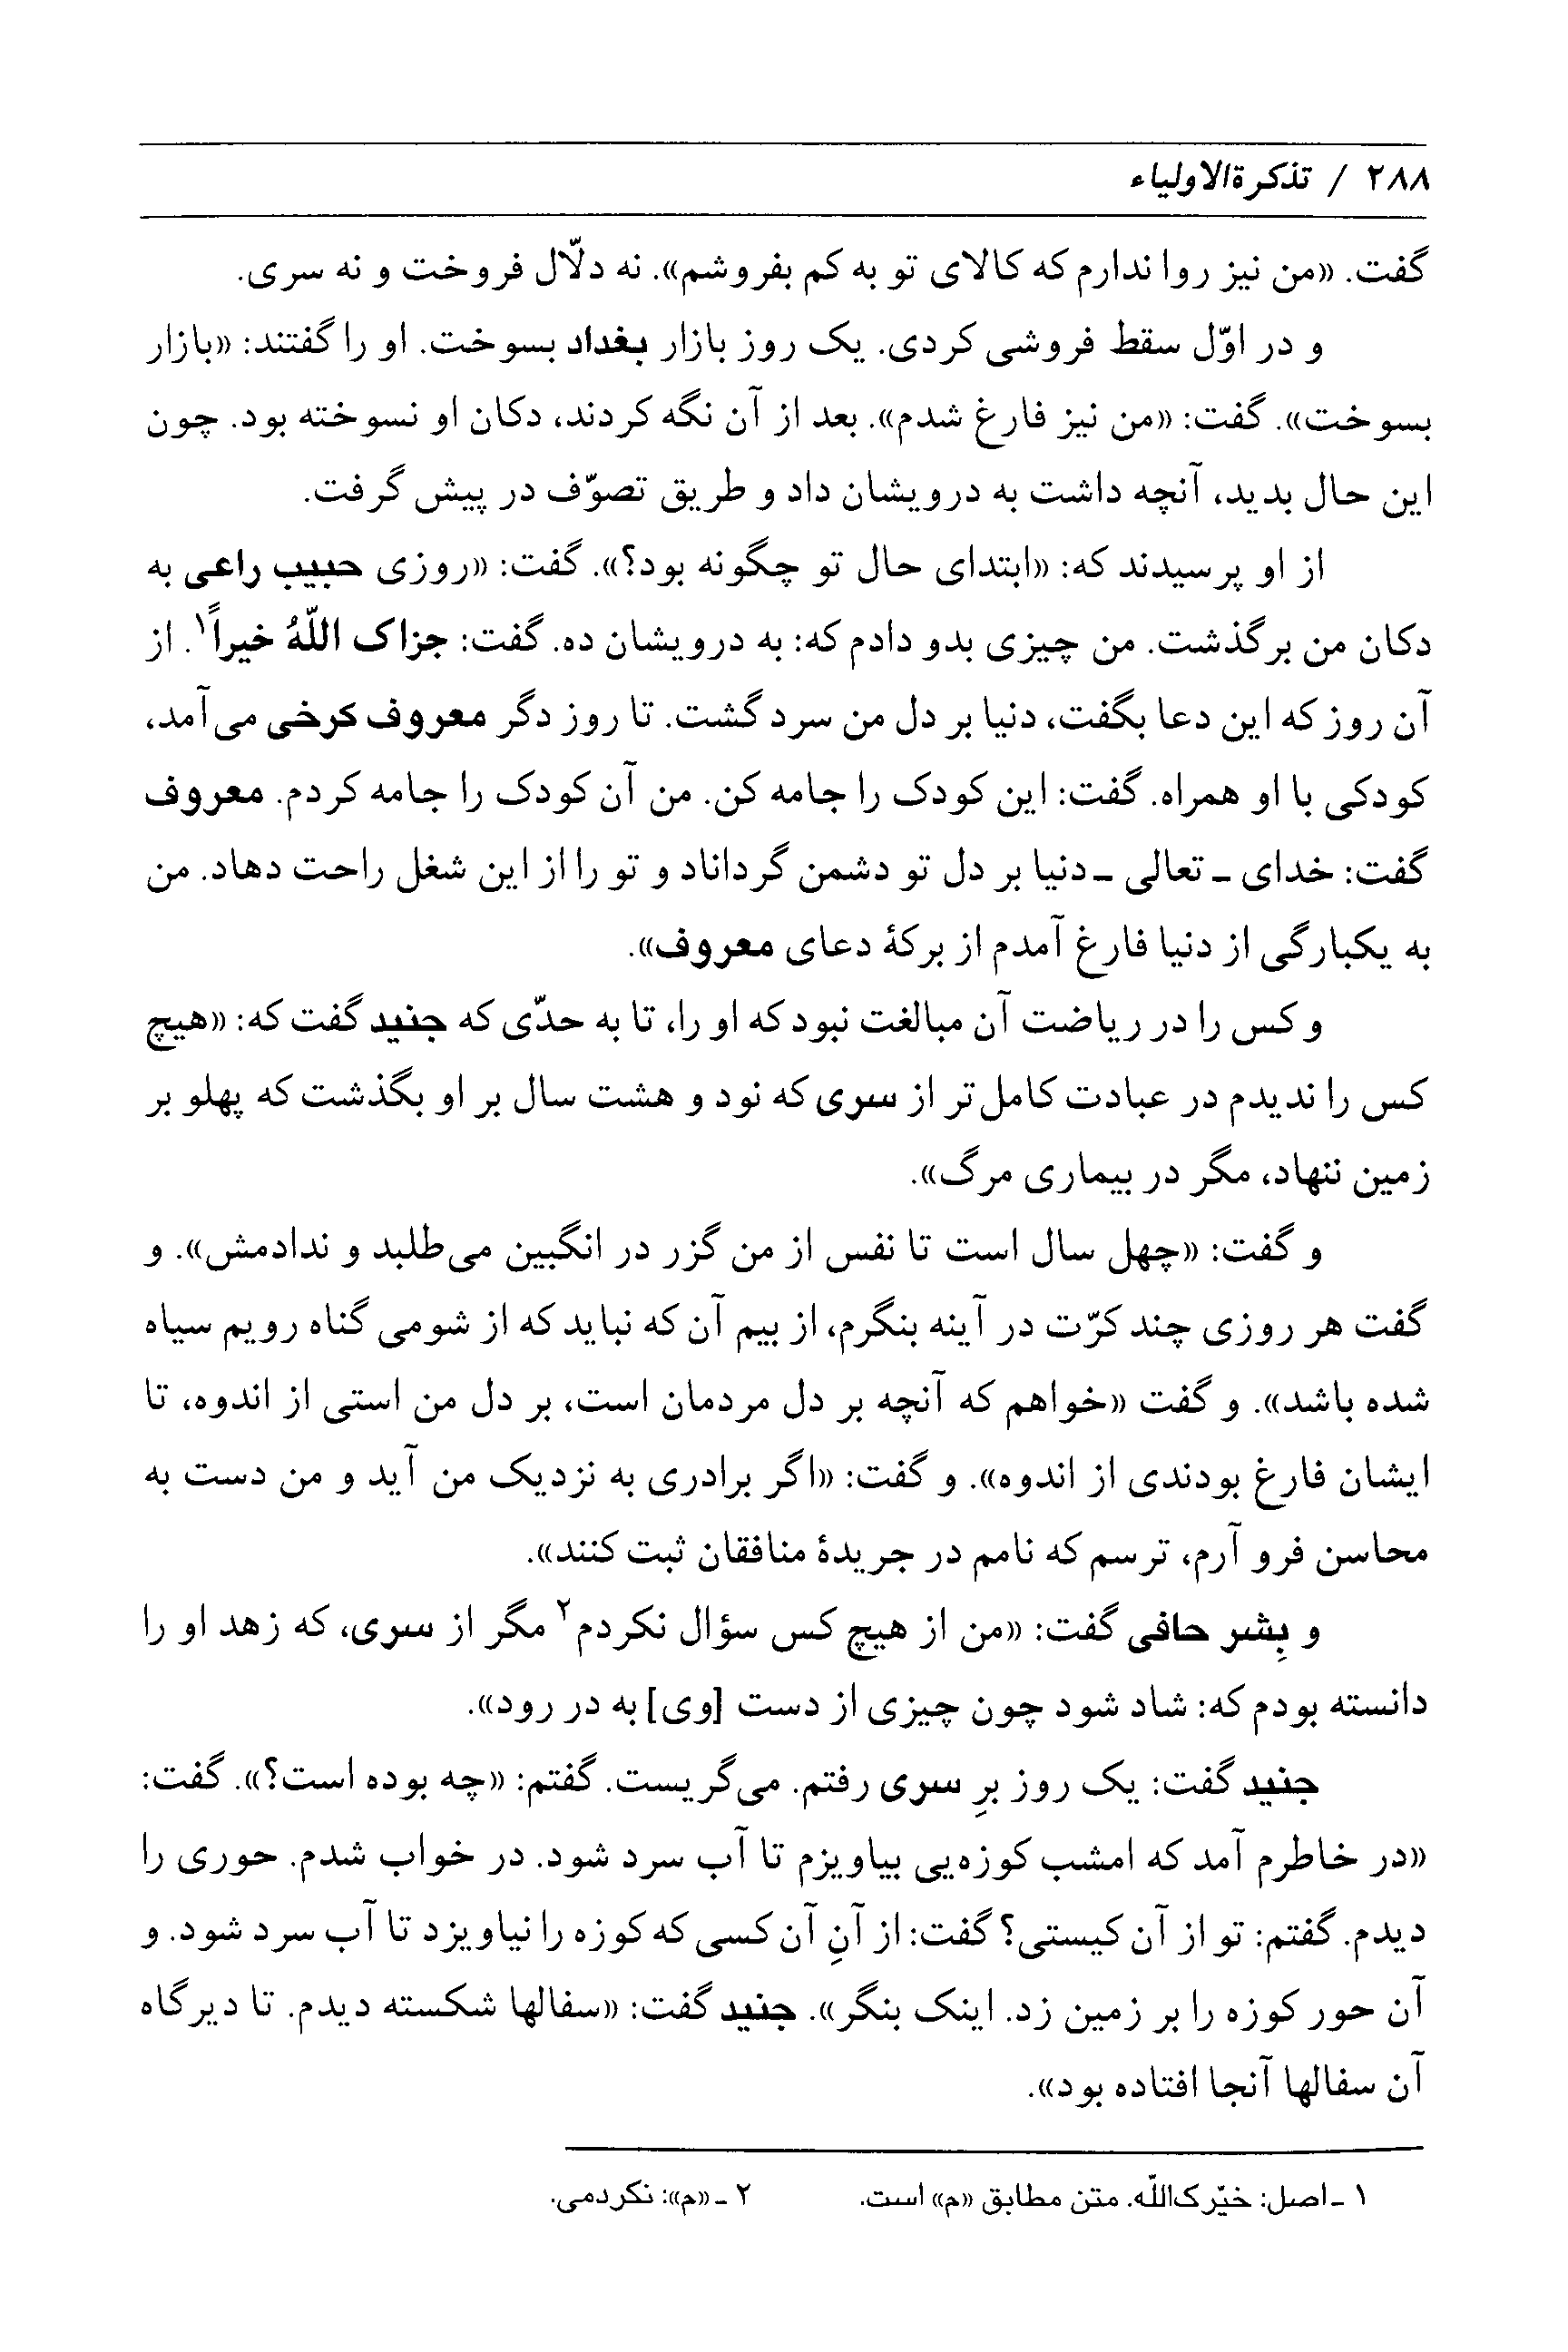 ۲۸۸ / تذکرةالاولیاء
گفت. «من نیز روا ندارم که کالای تو به کم بفروشم». نه دلّال فروخت و نه سری.
و در اوّل سقط فروشی کردی. یک روز بازار بغداد بسوخت. او را گفتند: «بازار
بسوخت». گفت: «من نیز فارغ شدم». بعد از آن نگه کردند، دکان او نسوخته بود. چون
این حال بدید، آنچه داشت به درویشان داد و طریق تصوّف در پیش گرفت.
از او پرسیدند که: «ابتدای حال تو چگونه بود؟». گفت: «روزی حبیب راعی به
دکان من برگذشت. من چیزی بدو دادم که: به درویشان ده. گفت: جزاک اللّهُ خیراً۱. از
آن روز که این دعا بگفت، دنیا بر دل من سرد گشت. تا روز دگر معروف کرخی می‌آمد،
کودکی با او همراه. گفت: این کودک را جامه کن. من آن کودک را جامه کردم. معروف
گفت: خدای ـ تعالی ـ دنیا بر دل تو دشمن گرداناد و تو را از این شغل راحت دهاد. من
به یکبارگی از دنیا فارغ آمدم از برکهٔ دعای معروف».
و کس را در ریاضت آن مبالغت نبود که او را، تا به حدّی که جنید گفت که: «هیچ
کس را ندیدم در عبادت کامل‌تر از سری که نود و هشت سال بر او بگذشت که پهلو بر
زمین ننهاد، مگر در بیماری مرگ».
و گفت: «چهل سال است تا نفس از من گزر در انگبین می‌طلبد و ندادمش». و
گفت هر روزی چند کرّت در آینه بنگرم، از بیم آن که نباید که از شومی گناه رویم سیاه
شده باشد». و گفت «خواهم که آنچه بر دل مردمان است، بر دل من استی از اندوه، تا
ایشان فارغ بودندی از اندوه». و گفت: «اگر برادری به نزدیک من آید و من دست به
محاسن فرو آرم، ترسم که نامم در جریدهٔ منافقان ثبت کنند».
و بِشر حافی گفت: «من از هیچ کس سؤال نکردم۲ مگر از سری، که زهد او را
دانسته بودم که: شاد شود چون چیزی از دست [وی] به در رود».
جنید گفت: یک روز برِ سری رفتم. می‌گریست. گفتم: «چه بوده است؟». گفت:
«در خاطرم آمد که امشب کوزه‌یی بیاویزم تا آب سرد شود. در خواب شدم. حوری را
دیدم. گفتم: تو از آن کیستی؟ گفت: از آنِ آن کسی که کوزه را نیاویزد تا آب سرد شود. و
آن حور کوزه را بر زمین زد. اینک بنگر». جنید گفت: «سفالها شکسته دیدم. تا دیرگاه
آن سفالها آنجا افتاده بود».
۱ ـ اصل: خیّرک‌اللّه. متن مطابق «م» است. ۲ ـ «م»: نکردمی.